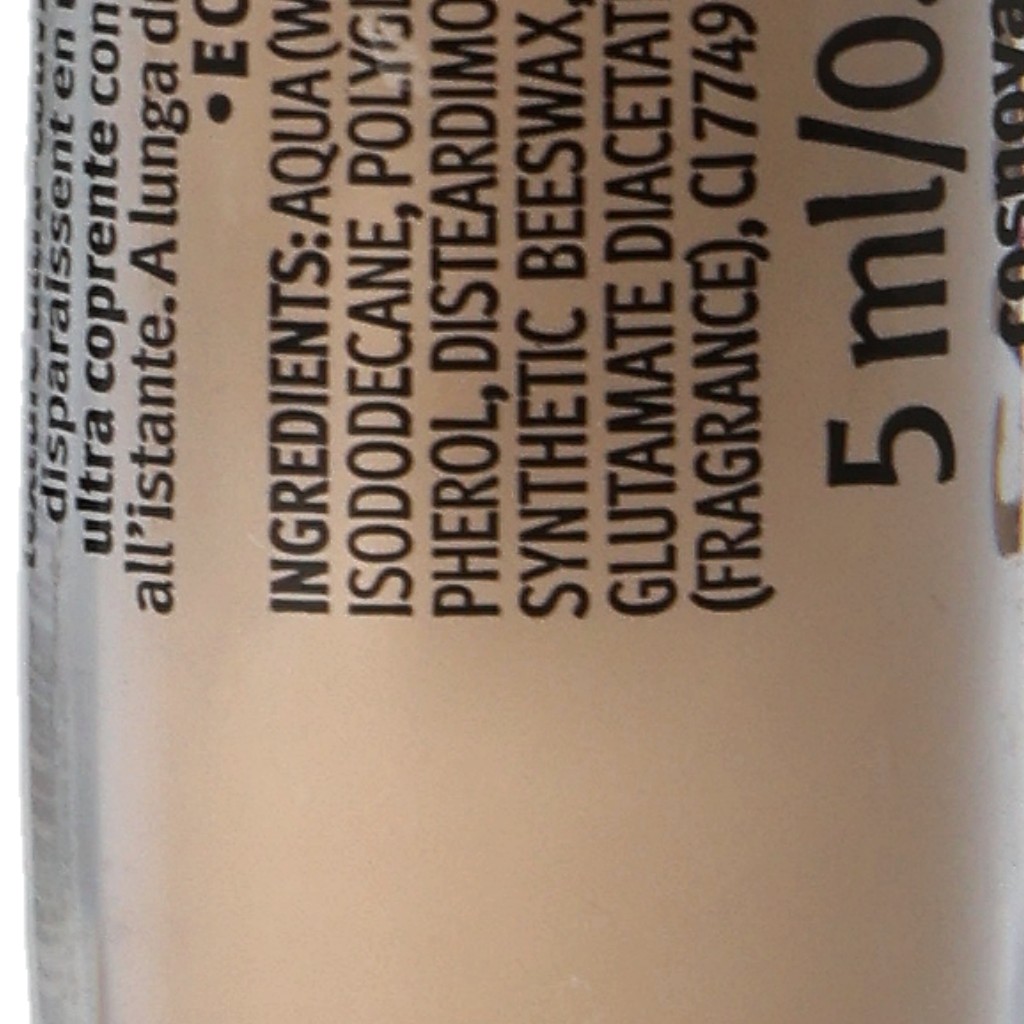 disparaissent en
ultra coprente con
all'istante. A lunga
• E C
INGREDIENTS: AQUA (W
ISODODECANE, POLYG
PHEROL, DISTEARDIMO
SYNTHETIC BEESWAX,
GLUTAMATE DIACETAT
(FRAGRANCE), CI 7749
5 ml/0.
cosnova